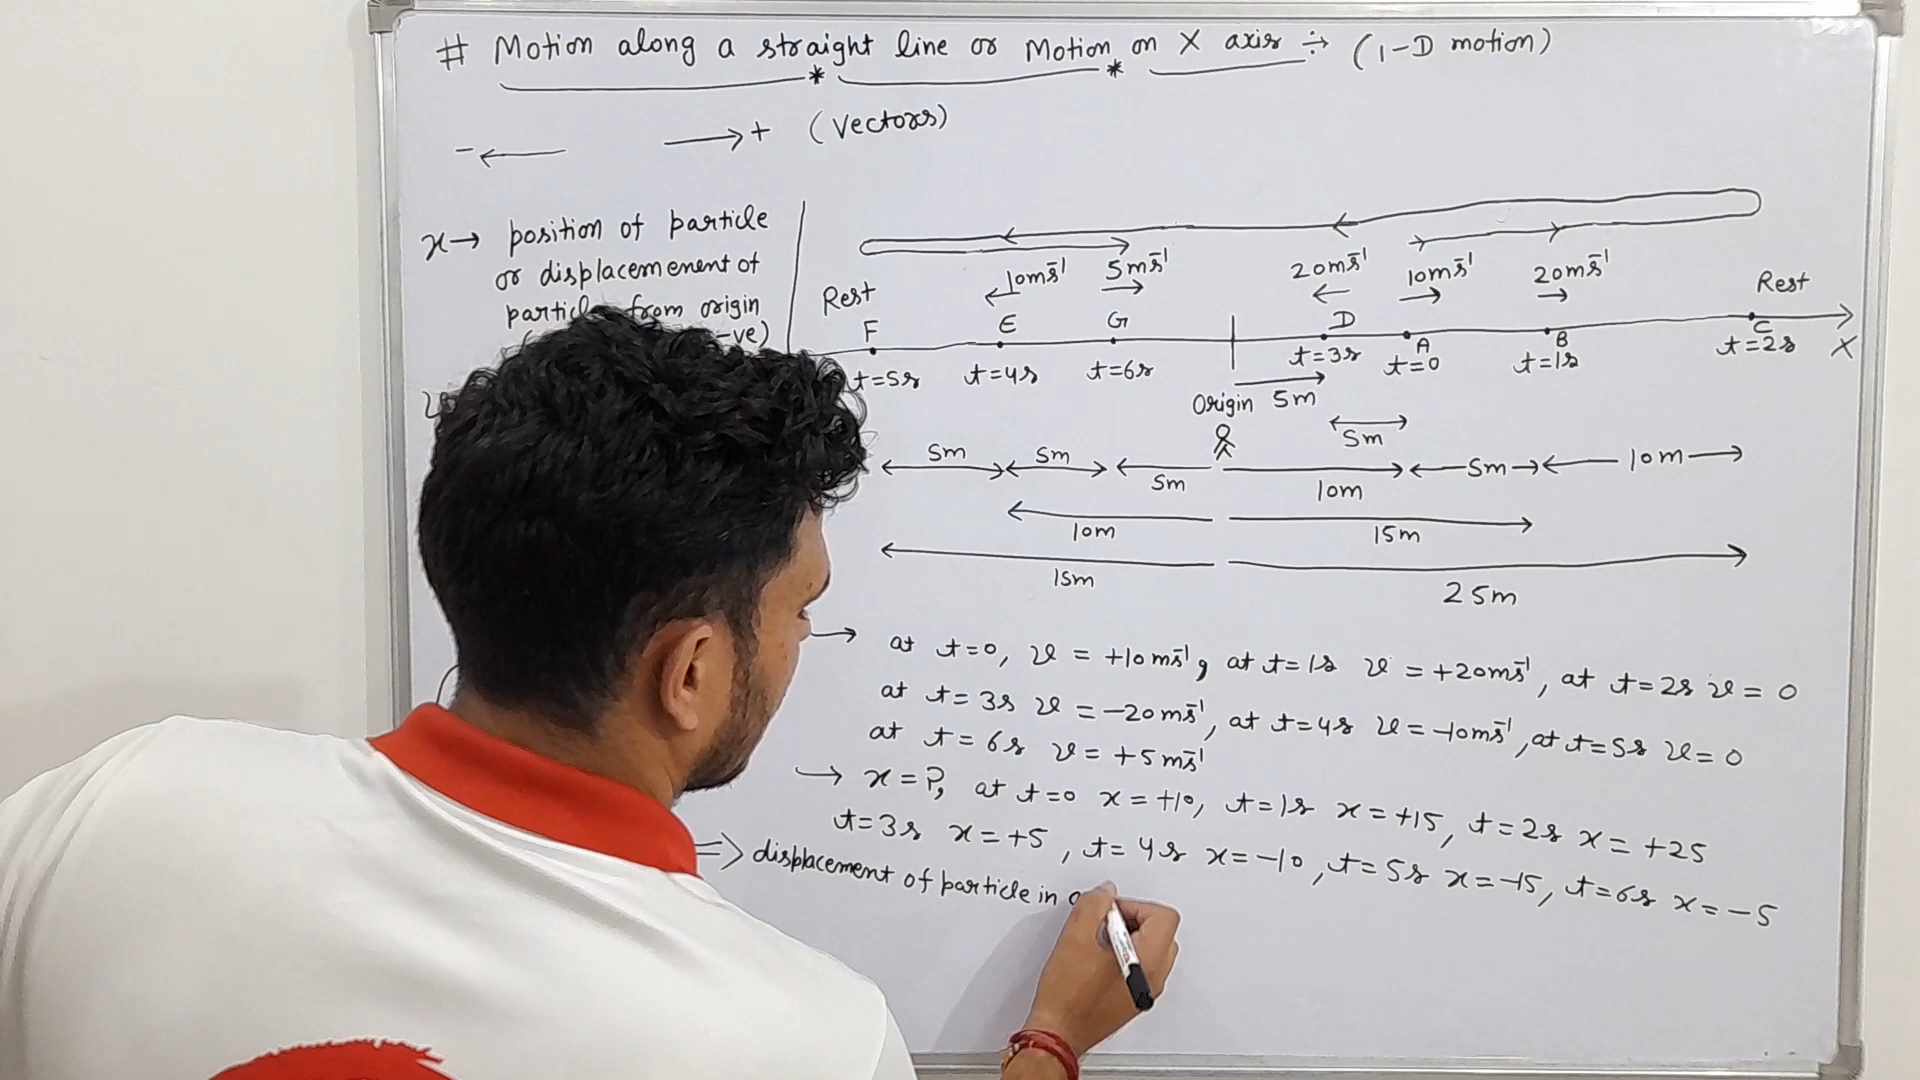 # Motion along a straight line or Motion on X axis ÷ (1-D motion)
- ← → + (Vectors)
x → position of particle
or displacemenent of
particle from origin
-ve)
10ms⁻¹ 5ms⁻¹ 20ms⁻¹ 10ms⁻¹ 20ms⁻¹
Rest Rest
F E G D A B C
t=5s t=4s t=6s t=3s t=0 t=1s t=2s X
Origin 5m
5m
5m 5m 5m 10m 5m 10m
10m 15m
15m 25m
→ at t=0, v = +10ms⁻¹, at t=1s v = +20ms⁻¹, at t=2s v = 0
at t=3s v = -20ms⁻¹, at t=4s v = -10ms⁻¹, at t=5s v = 0
at t=6s v = +5ms⁻¹
→ x=?, at t=0 x=+10, t=1s x=+15, t=2s x=+25
t=3s x=+5, t=4s x=-10, t=5s x=-15, t=6s x=-5
⇒ displacement of particle in